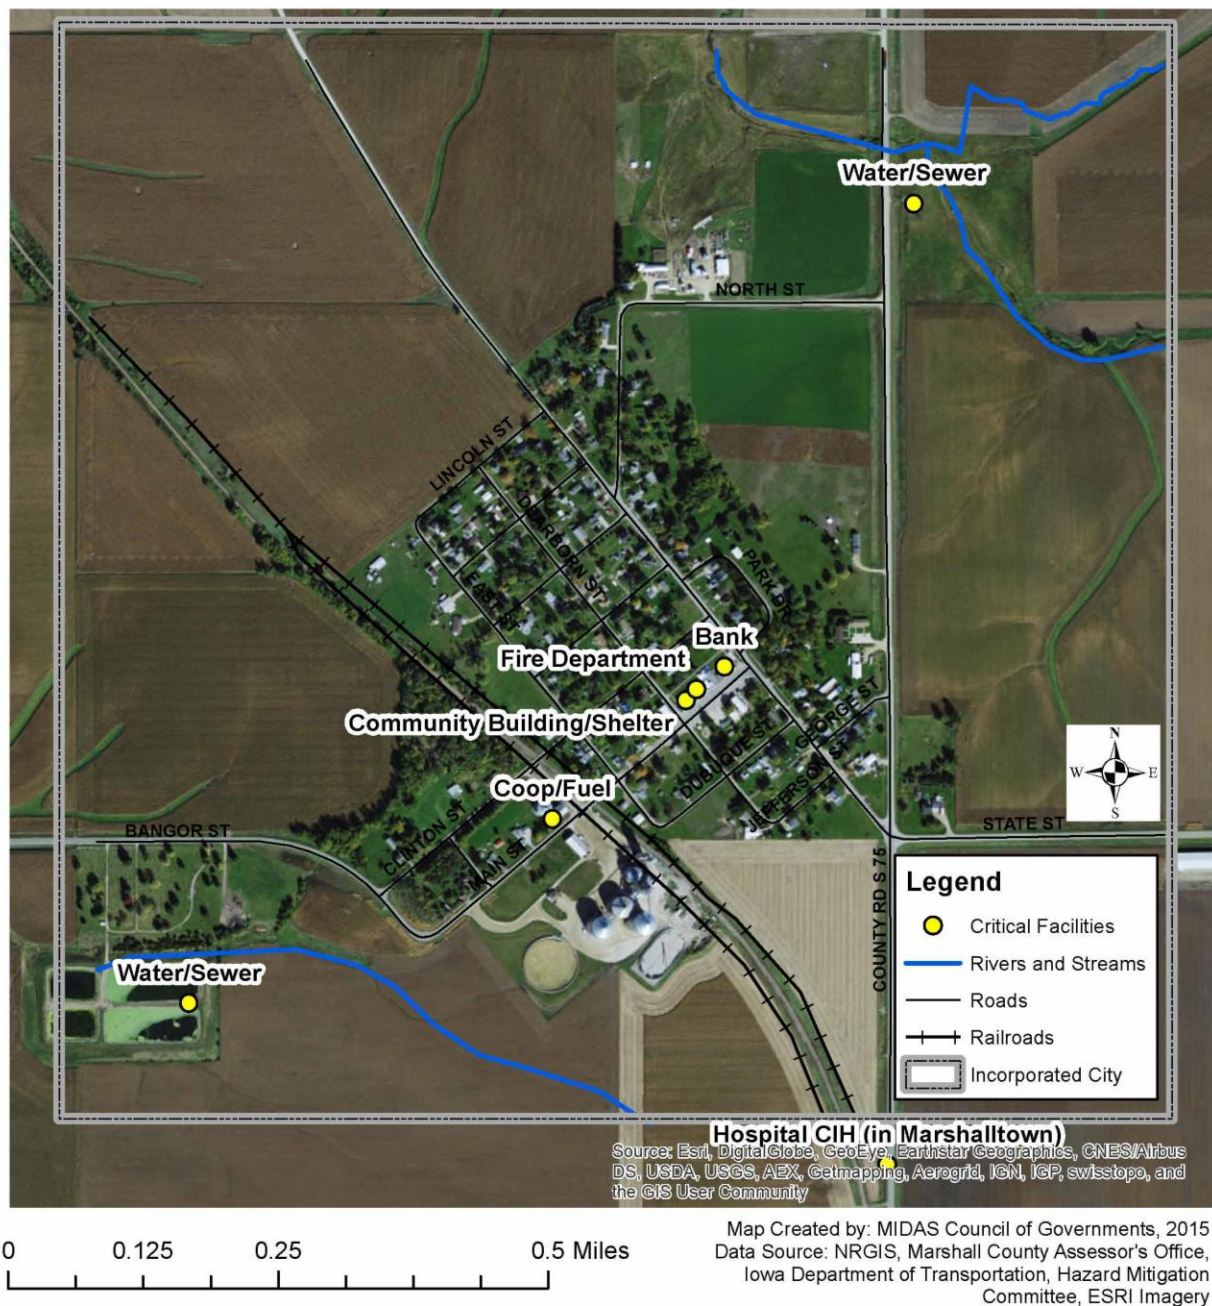 Water/Sewer
NORTH ST
LINCOLN ST
DEARBORN ST
EAST ST
PARK DR
Bank
Fire Department
Community Building/Shelter
GEORGE ST
DUBUQUE ST
JEFFERSON ST
Coop/Fuel
N
W
E
S
BANGOR ST
CLINTON ST
MAIN ST
STATE ST
COUNTY RD S 75
Water/Sewer
Legend
Critical Facilities
Rivers and Streams
Roads
Railroads
Incorporated City
Hospital CIH (in Marshalltown)
Source: Esri, DigitalGlobe, GeoEye, Earthstar Geographics, CNES/Airbus
DS, USDA, USGS, AEX, Getmapping, Aerogrid, IGN, IGP, swisstopo, and
the GIS User Community
0 0.125 0.25 0.5 Miles
Map Created by: MIDAS Council of Governments, 2015
Data Source: NRGIS, Marshall County Assessor's Office,
Iowa Department of Transportation, Hazard Mitigation
Committee, ESRI Imagery